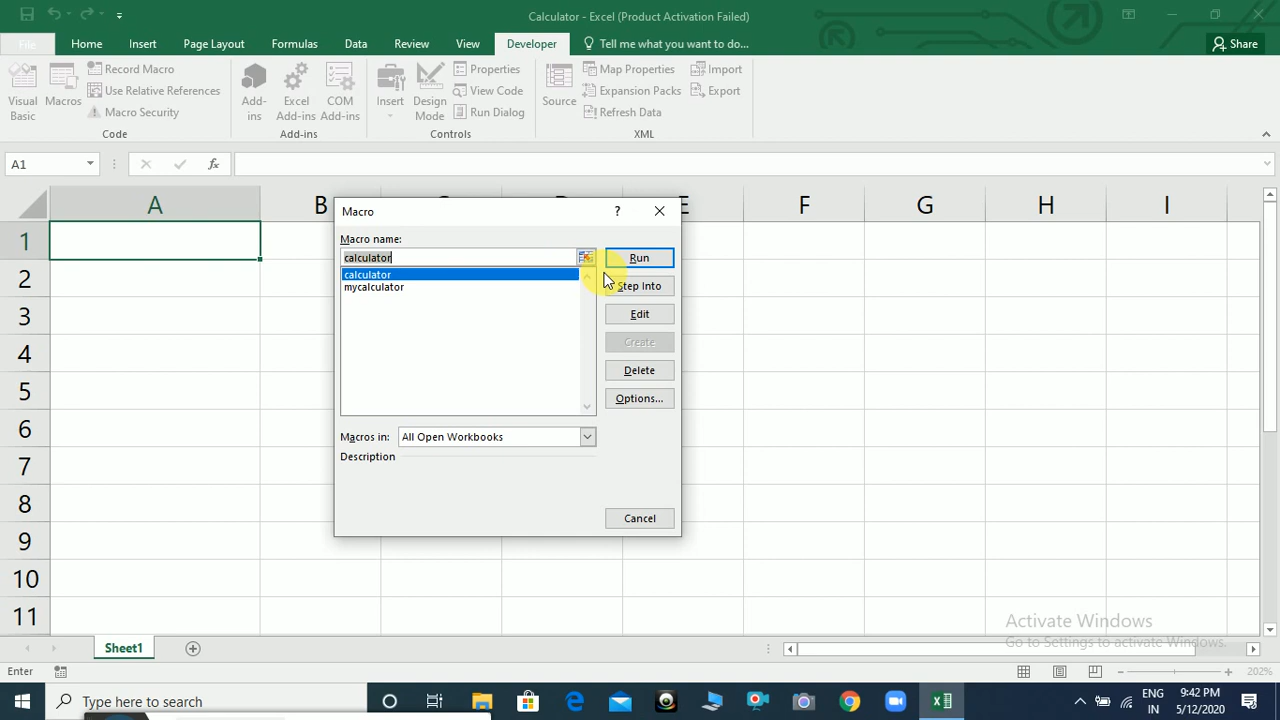 Calculator - Excel (Product Activation Failed)
File Home Insert Page Layout Formulas Data Review View Developer Tell me what you want to do... Share
Visual Basic
Macros
Record Macro
Use Relative References
Macro Security
Code
Add-ins
Excel Add-ins
COM Add-ins
Add-ins
Insert
Design Mode
Properties
View Code
Run Dialog
Controls
Source
Map Properties
Expansion Packs
Refresh Data
Import
Export
XML
A1
fx
A B E F G H I
1
2
3
4
5
6
7
8
9
10
11
Macro
?
Macro name:
calculator
calculator
mycalculator
Run
Step Into
Edit
Create
Delete
Options...
Macros in: All Open Workbooks
Description
Cancel
Activate Windows
Go to Settings to activate Windows.
Sheet1
Enter
202%
Type here to search
ENG
IN
9:42 PM
5/12/2020